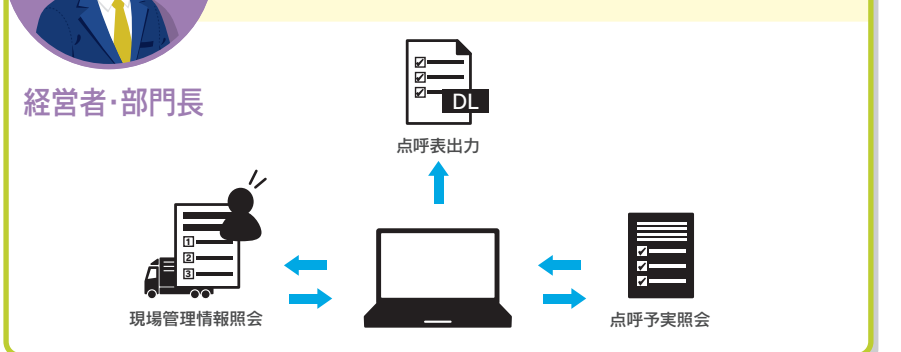 経営者・部門長
DL
点呼表出力
1
2
3
現場管理情報照会
点呼予実照会